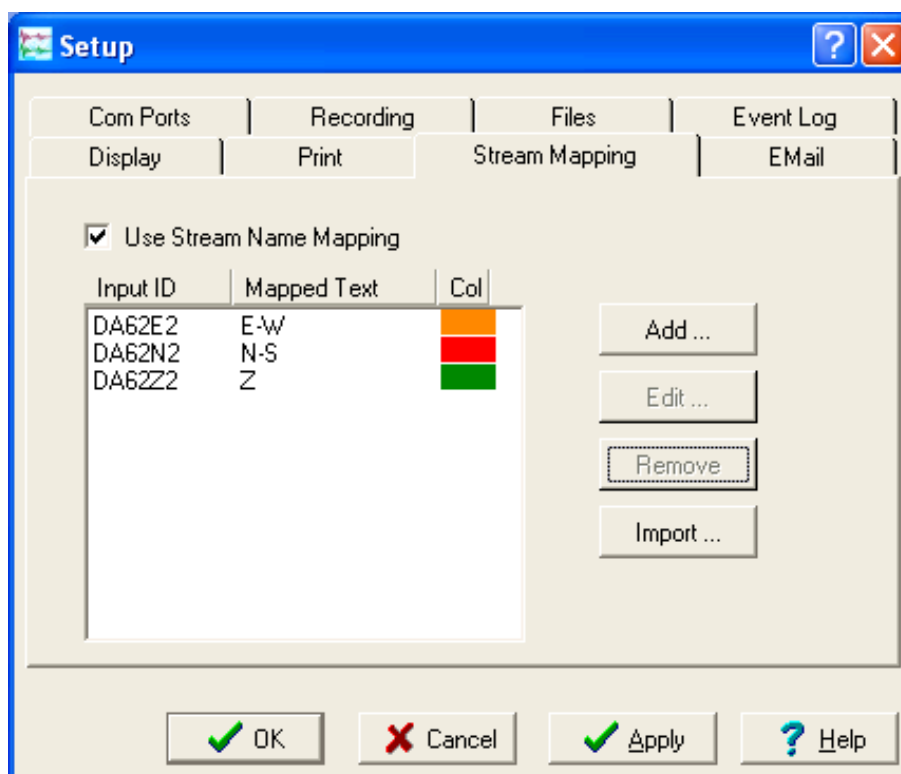 Setup
Com Ports Recording Files Event Log
Display Print Stream Mapping EMail
Use Stream Name Mapping
Input ID Mapped Text Col
DA62E2 E-W
DA62N2 N-S
DA62Z2 Z
Add ...
Edit ...
Remove
Import ...
OK Cancel Apply Help